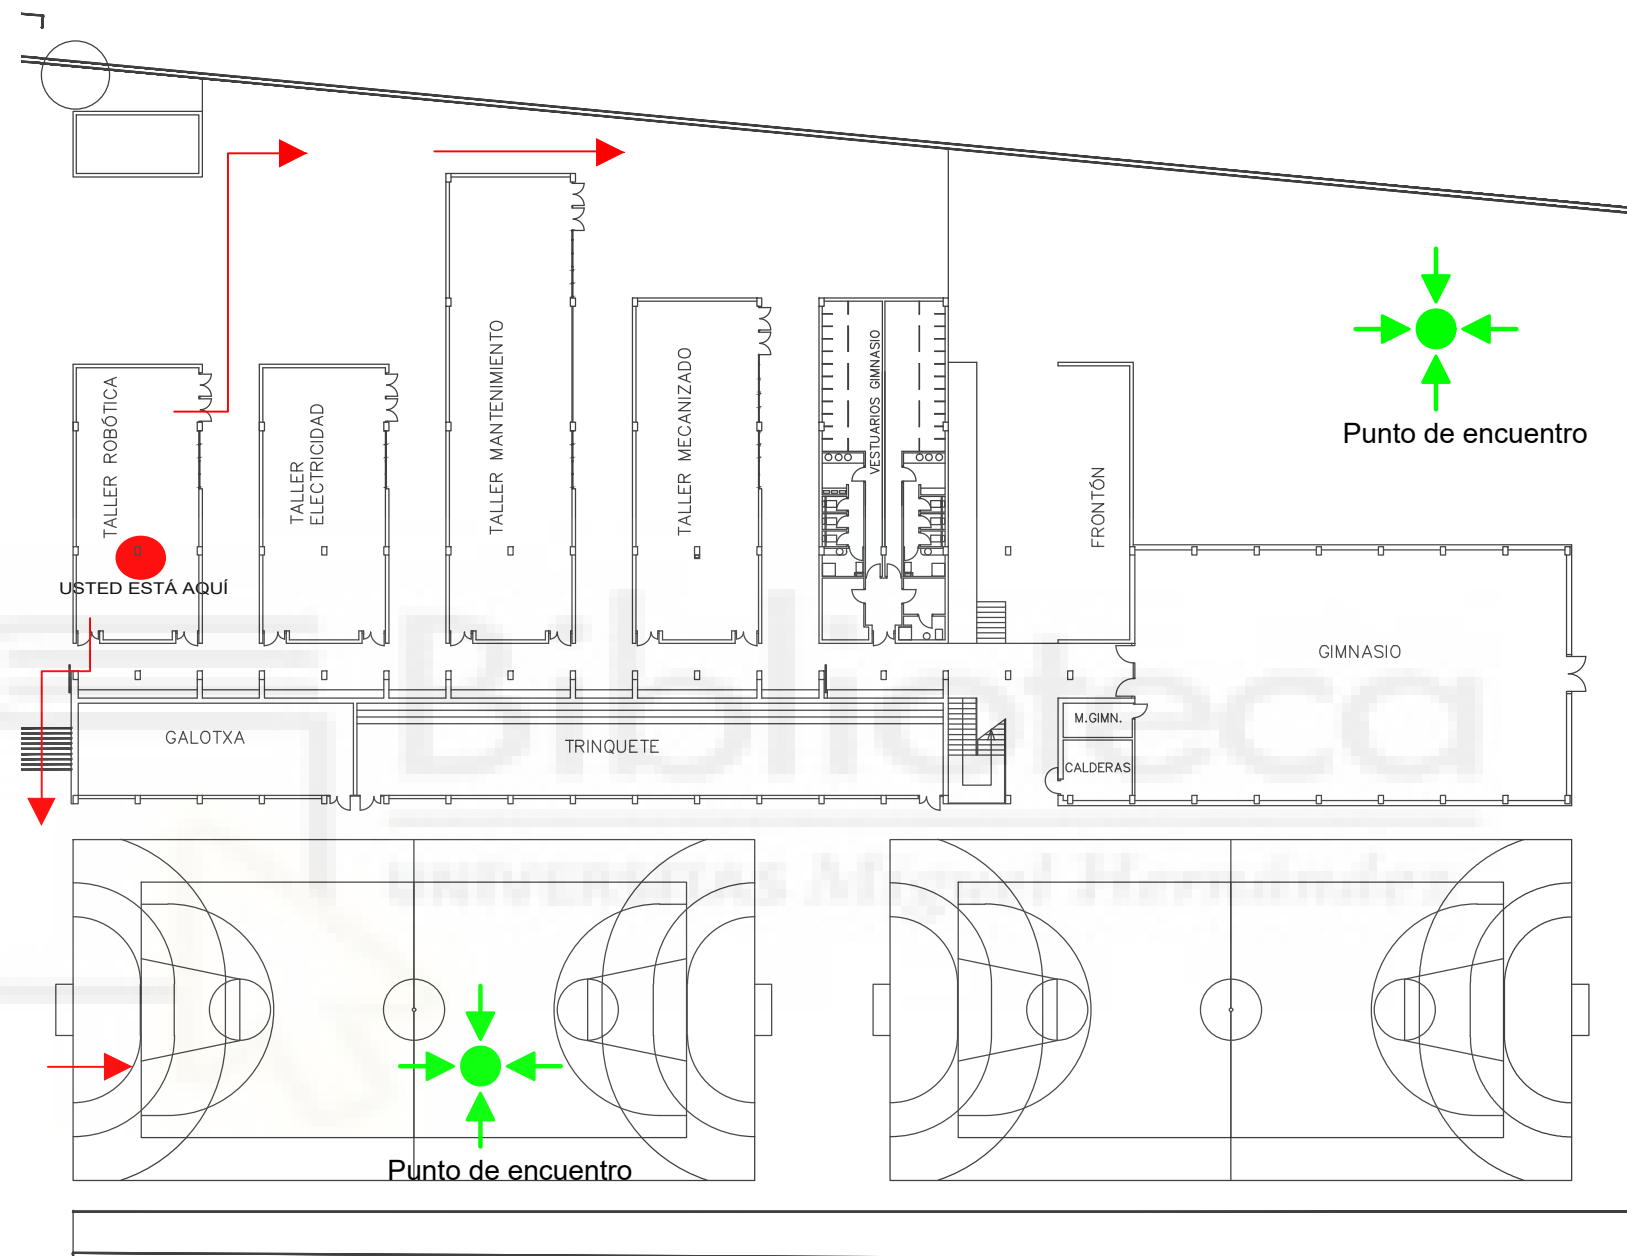 Punto de encuentro
TALLER ROBÓTICA
TALLER
ELECTRICIDAD
TALLER MANTENIMIENTO
TALLER MECANIZADO
VESTUARIOS GIMNASIO
FRONTÓN
USTED ESTÁ AQUÍ
GIMNASIO
M.GIMN.
GALOTXA
TRINQUETE
CALDERAS
Biblioteca
UNIVERSITAS Miguel Hernández
Punto de encuentro